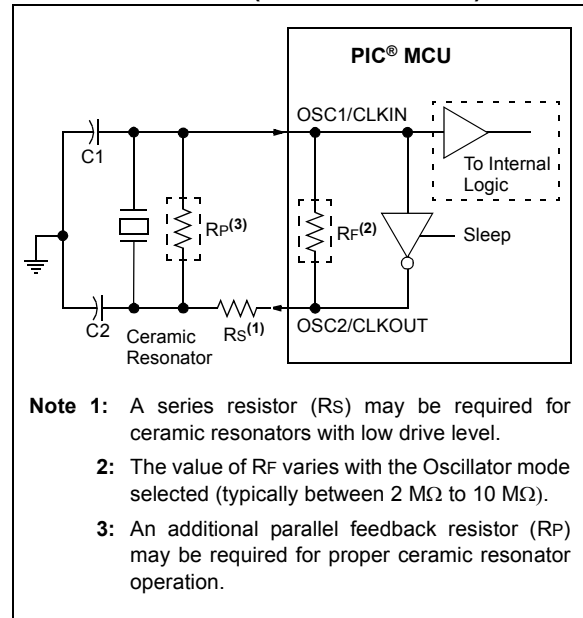 PIC® MCU
OSC1/CLKIN
C1
To Internal
Logic
RP(3)
RF(2)
Sleep
C2
Ceramic
Resonator
RS(1)
OSC2/CLKOUT
Note 1: A series resistor (RS) may be required for
ceramic resonators with low drive level.
2: The value of RF varies with the Oscillator mode
selected (typically between 2 MΩ to 10 MΩ).
3: An additional parallel feedback resistor (RP)
may be required for proper ceramic resonator
operation.